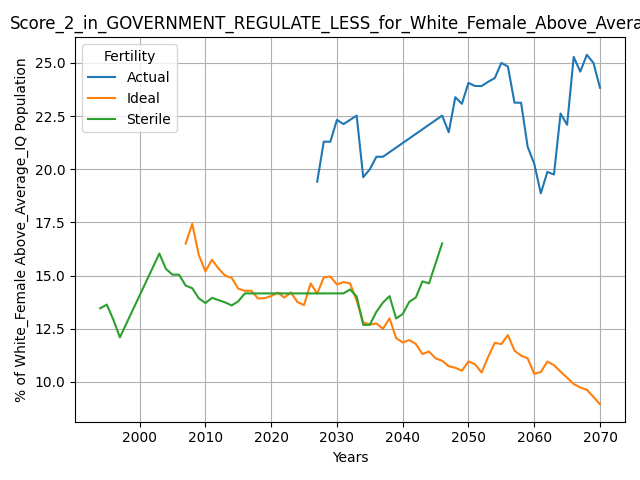 Score_2_in_GOVERNMENT_REGULATE_LESS_for_White_Female_Above_Avera
Fertility
Actual
Ideal
Sterile
% of White_Female Above_Average_IQ Population
25.0
22.5
20.0
17.5
15.0
12.5
10.0
2000 2010 2020 2030 2040 2050 2060 2070
Years